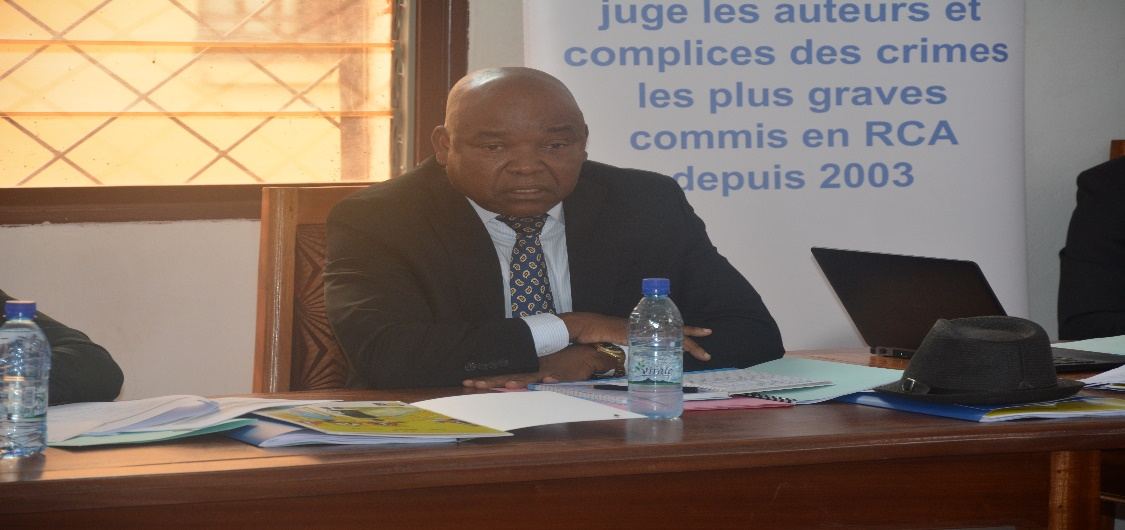 juge les auteurs et
complices des crimes
les plus graves
commis en RCA
depuis 2003